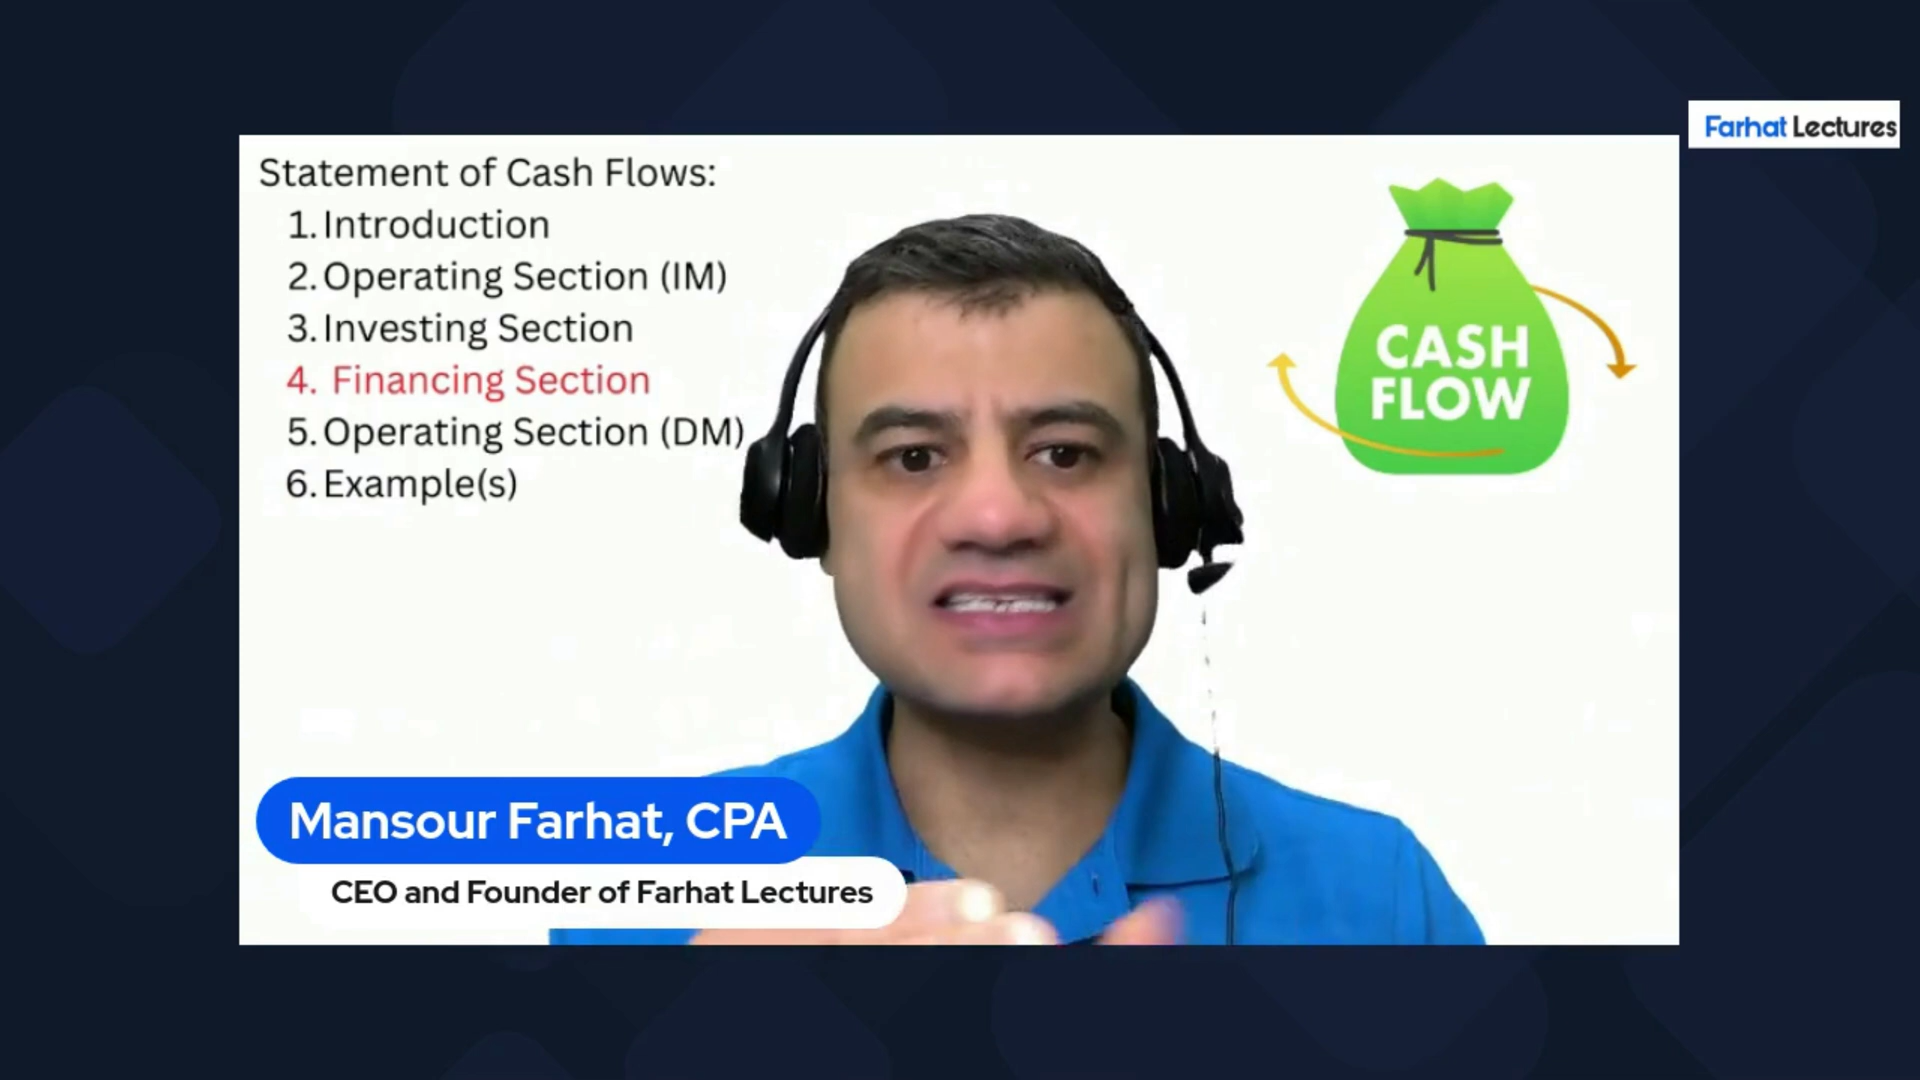 Farhat Lectures
Statement of Cash Flows:
1. Introduction
2. Operating Section (IM)
3. Investing Section
4. Financing Section
5. Operating Section (DM)
6. Example(s)
CASH
FLOW
Mansour Farhat, CPA
CEO and Founder of Farhat Lectures